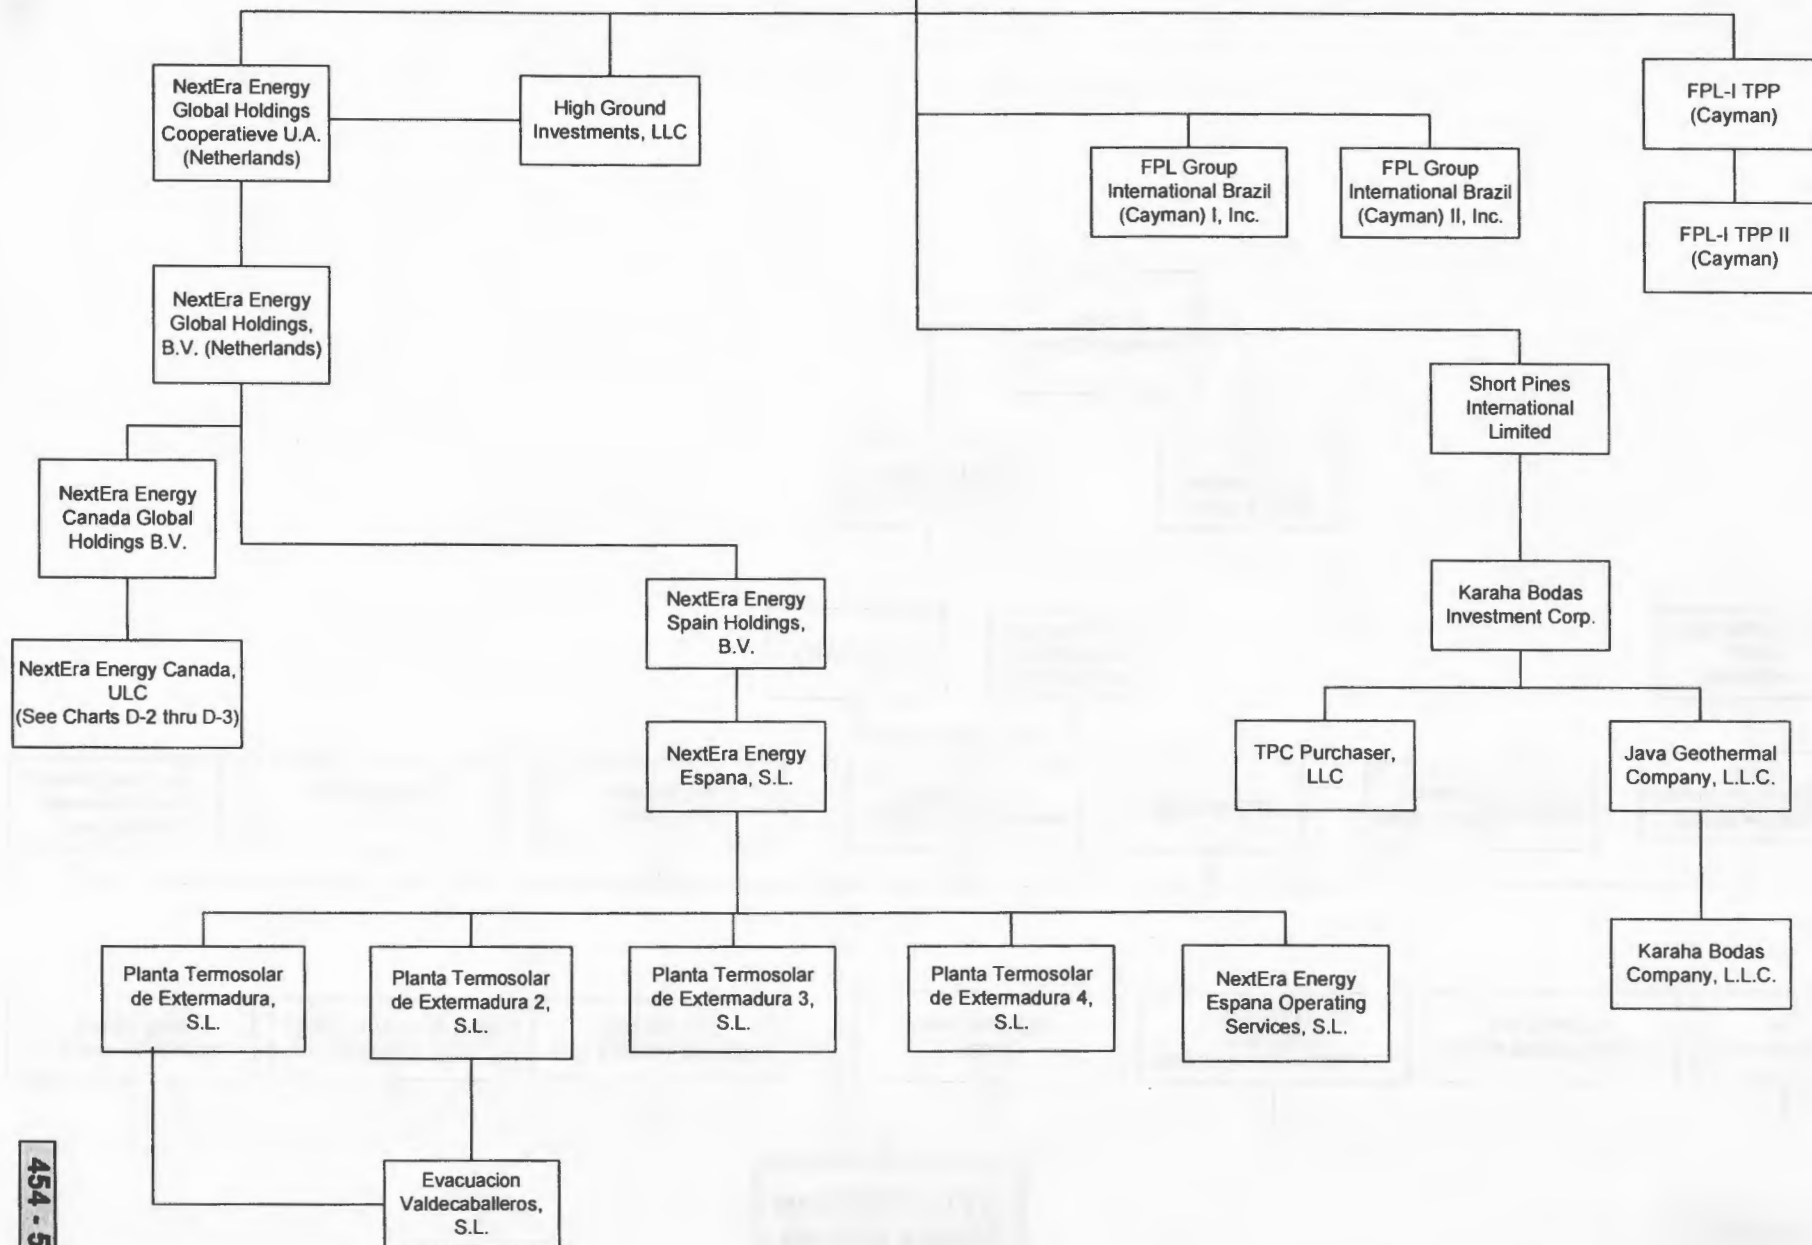 NextEra Energy
Global Holdings
Cooperatieve U.A.
(Netherlands)
High Ground
Investments, LLC
FPL Group
International Brazil
(Cayman) I, Inc.
FPL Group
International Brazil
(Cayman) II, Inc.
FPL-I TPP
(Cayman)
FPL-I TPP II
(Cayman)
NextEra Energy
Global Holdings,
B.V. (Netherlands)
Short Pines
International
Limited
NextEra Energy
Canada Global
Holdings B.V.
NextEra Energy
Spain Holdings,
B.V.
Karaha Bodas
Investment Corp.
NextEra Energy Canada,
ULC
(See Charts D-2 thru D-3)
NextEra Energy
Espana, S.L.
TPC Purchaser,
LLC
Java Geothermal
Company, L.L.C.
Planta Termosolar
de Extermadura,
S.L.
Planta Termosolar
de Extermadura 2,
S.L.
Planta Termosolar
de Extermadura 3,
S.L.
Planta Termosolar
de Extermadura 4,
S.L.
NextEra Energy
Espana Operating
Services, S.L.
Karaha Bodas
Company, L.L.C.
Evacuacion
Valdecaballeros,
S.L.
454 - 5